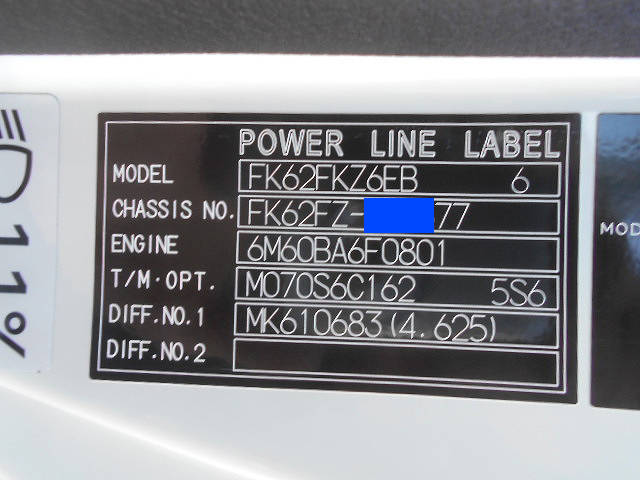 POWER LINE LABEL
MODEL FK62FKZ6EB 6
CHASSIS NO. FK62FZ- 77
ENGINE 6M60BA6F0801
T/M·OPT. M070S6C162 5S6
DIFF.NO.1 MK610683(4.625)
DIFF.NO.2
11%
MOD